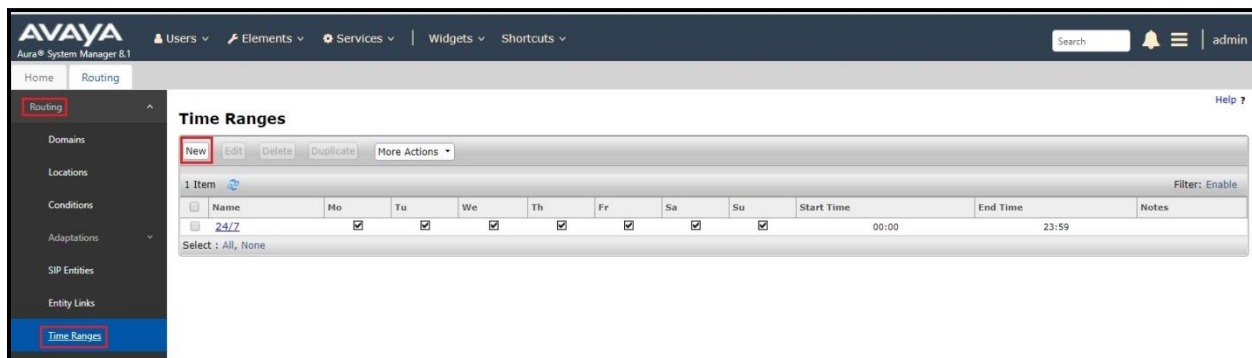 AVAYA
Aura® System Manager 8.1
Users Elements Services | Widgets Shortcuts
Search
admin
Home Routing
Routing
Help ?
Time Ranges
Domains
New Edit Delete Duplicate More Actions
Locations
1 Item
Filter: Enable
Conditions
Name Mo Tu We Th Fr Sa Su Start Time End Time Notes
24/7 00:00 23:59
Adaptations
Select : All, None
SIP Entities
Entity Links
Time Ranges